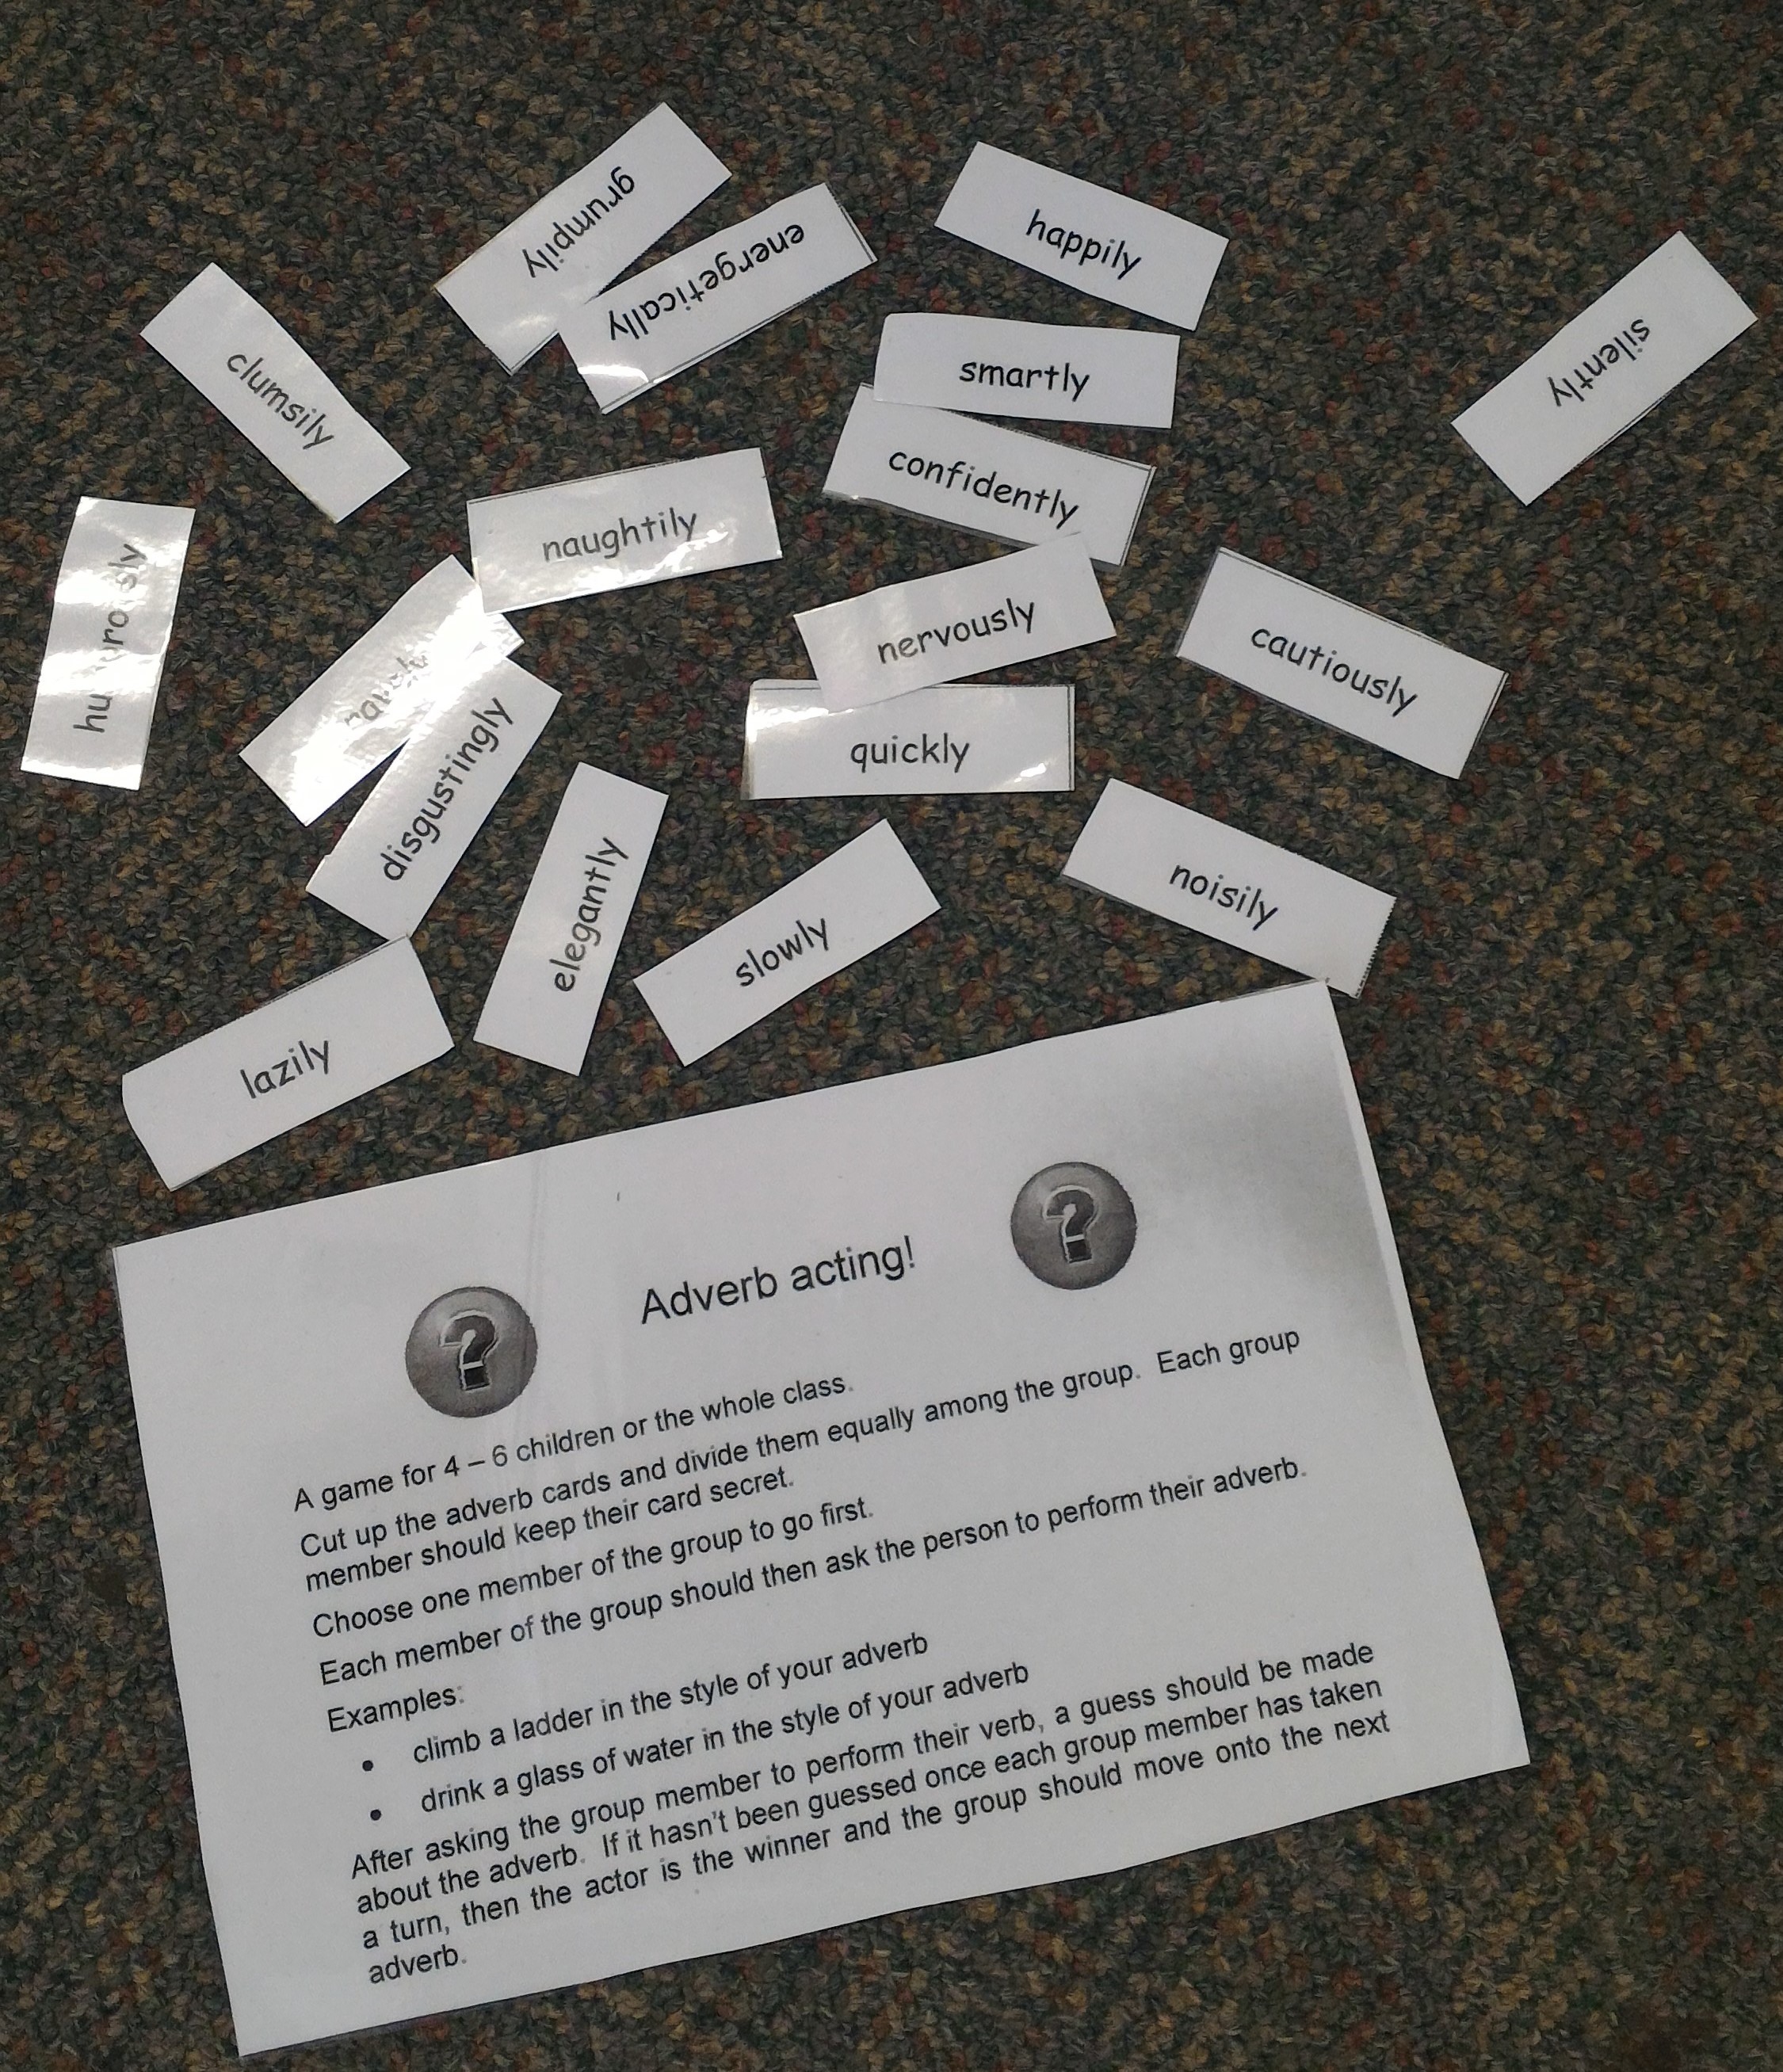 grumpily
energetically
happily
silently
clumsily
smartly
confidently
naughtily
nervously
cautiously
disgustingly
quickly
elegantly
slowly
noisily
lazily
Adverb acting!
A game for 4 – 6 children or the whole class.
Cut up the adverb cards and divide them equally among the group. Each group
member should keep their card secret.
Choose one member of the group to go first.
Each member of the group should then ask the person to perform their adverb.
Examples:
• climb a ladder in the style of your adverb
• drink a glass of water in the style of your adverb
After asking the group member to perform their verb, a guess should be made
about the adverb. If it hasn't been guessed once each group member has taken
a turn, then the actor is the winner and the group should move onto the next
adverb.